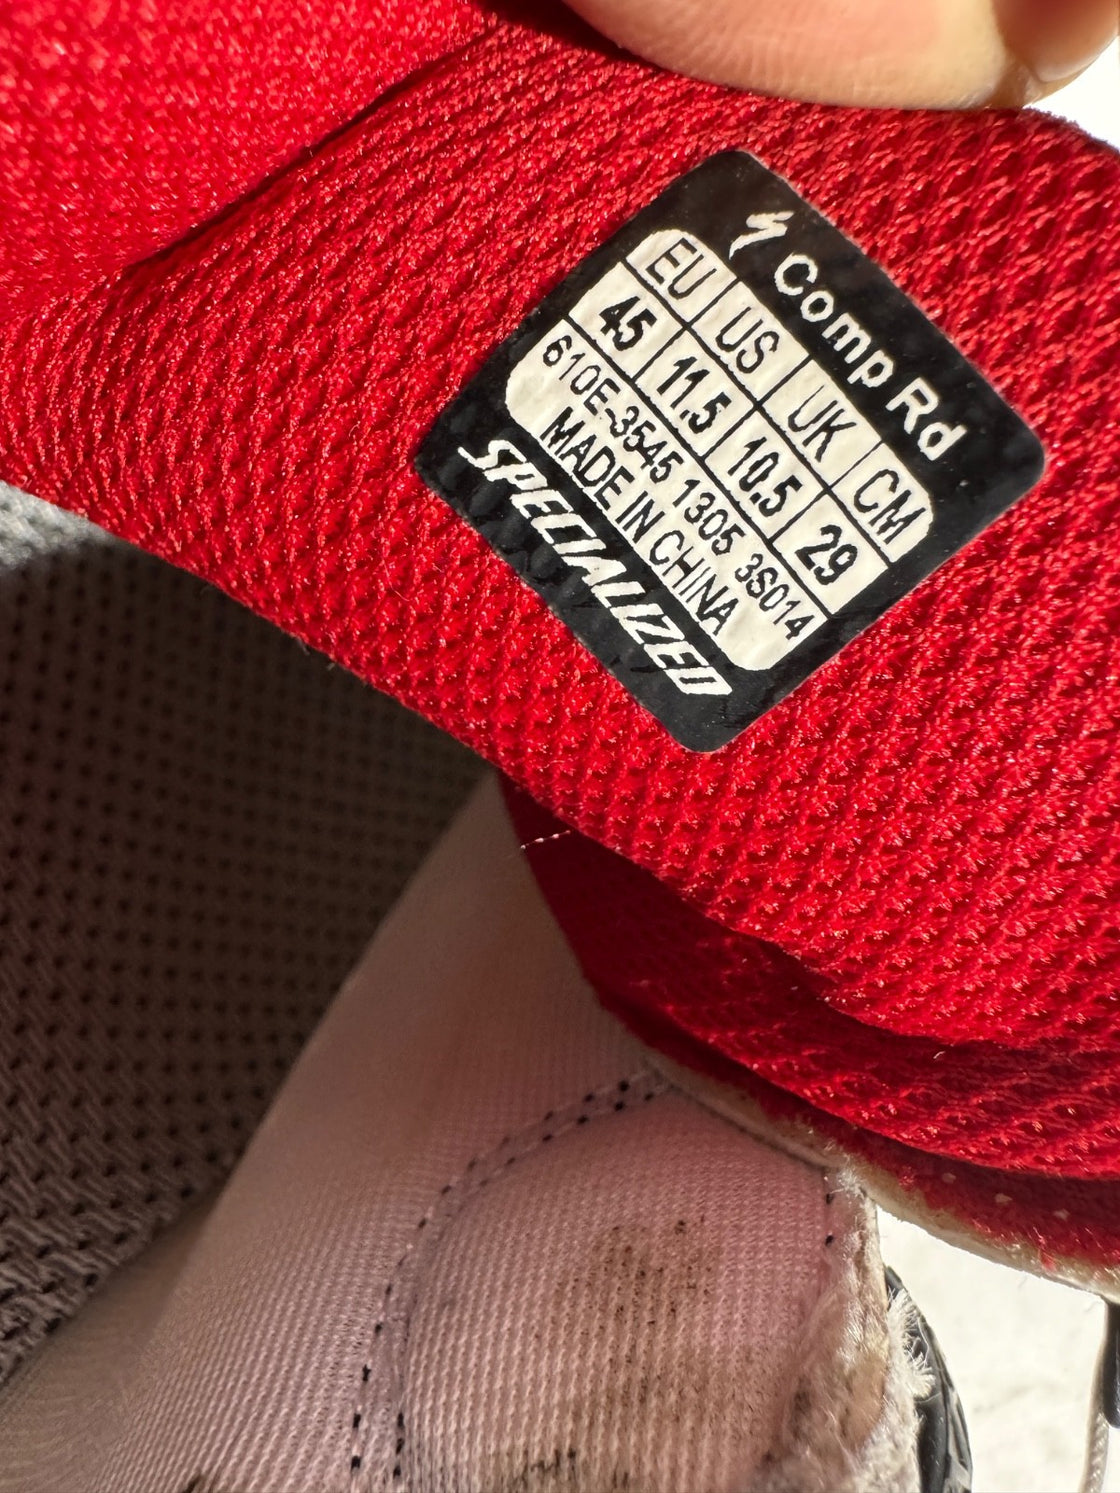 Comp Rd
EU US UK CM
45 11.5 10.5 29
610E-3545 1305 3S014
MADE IN CHINA
SPECIALIZED